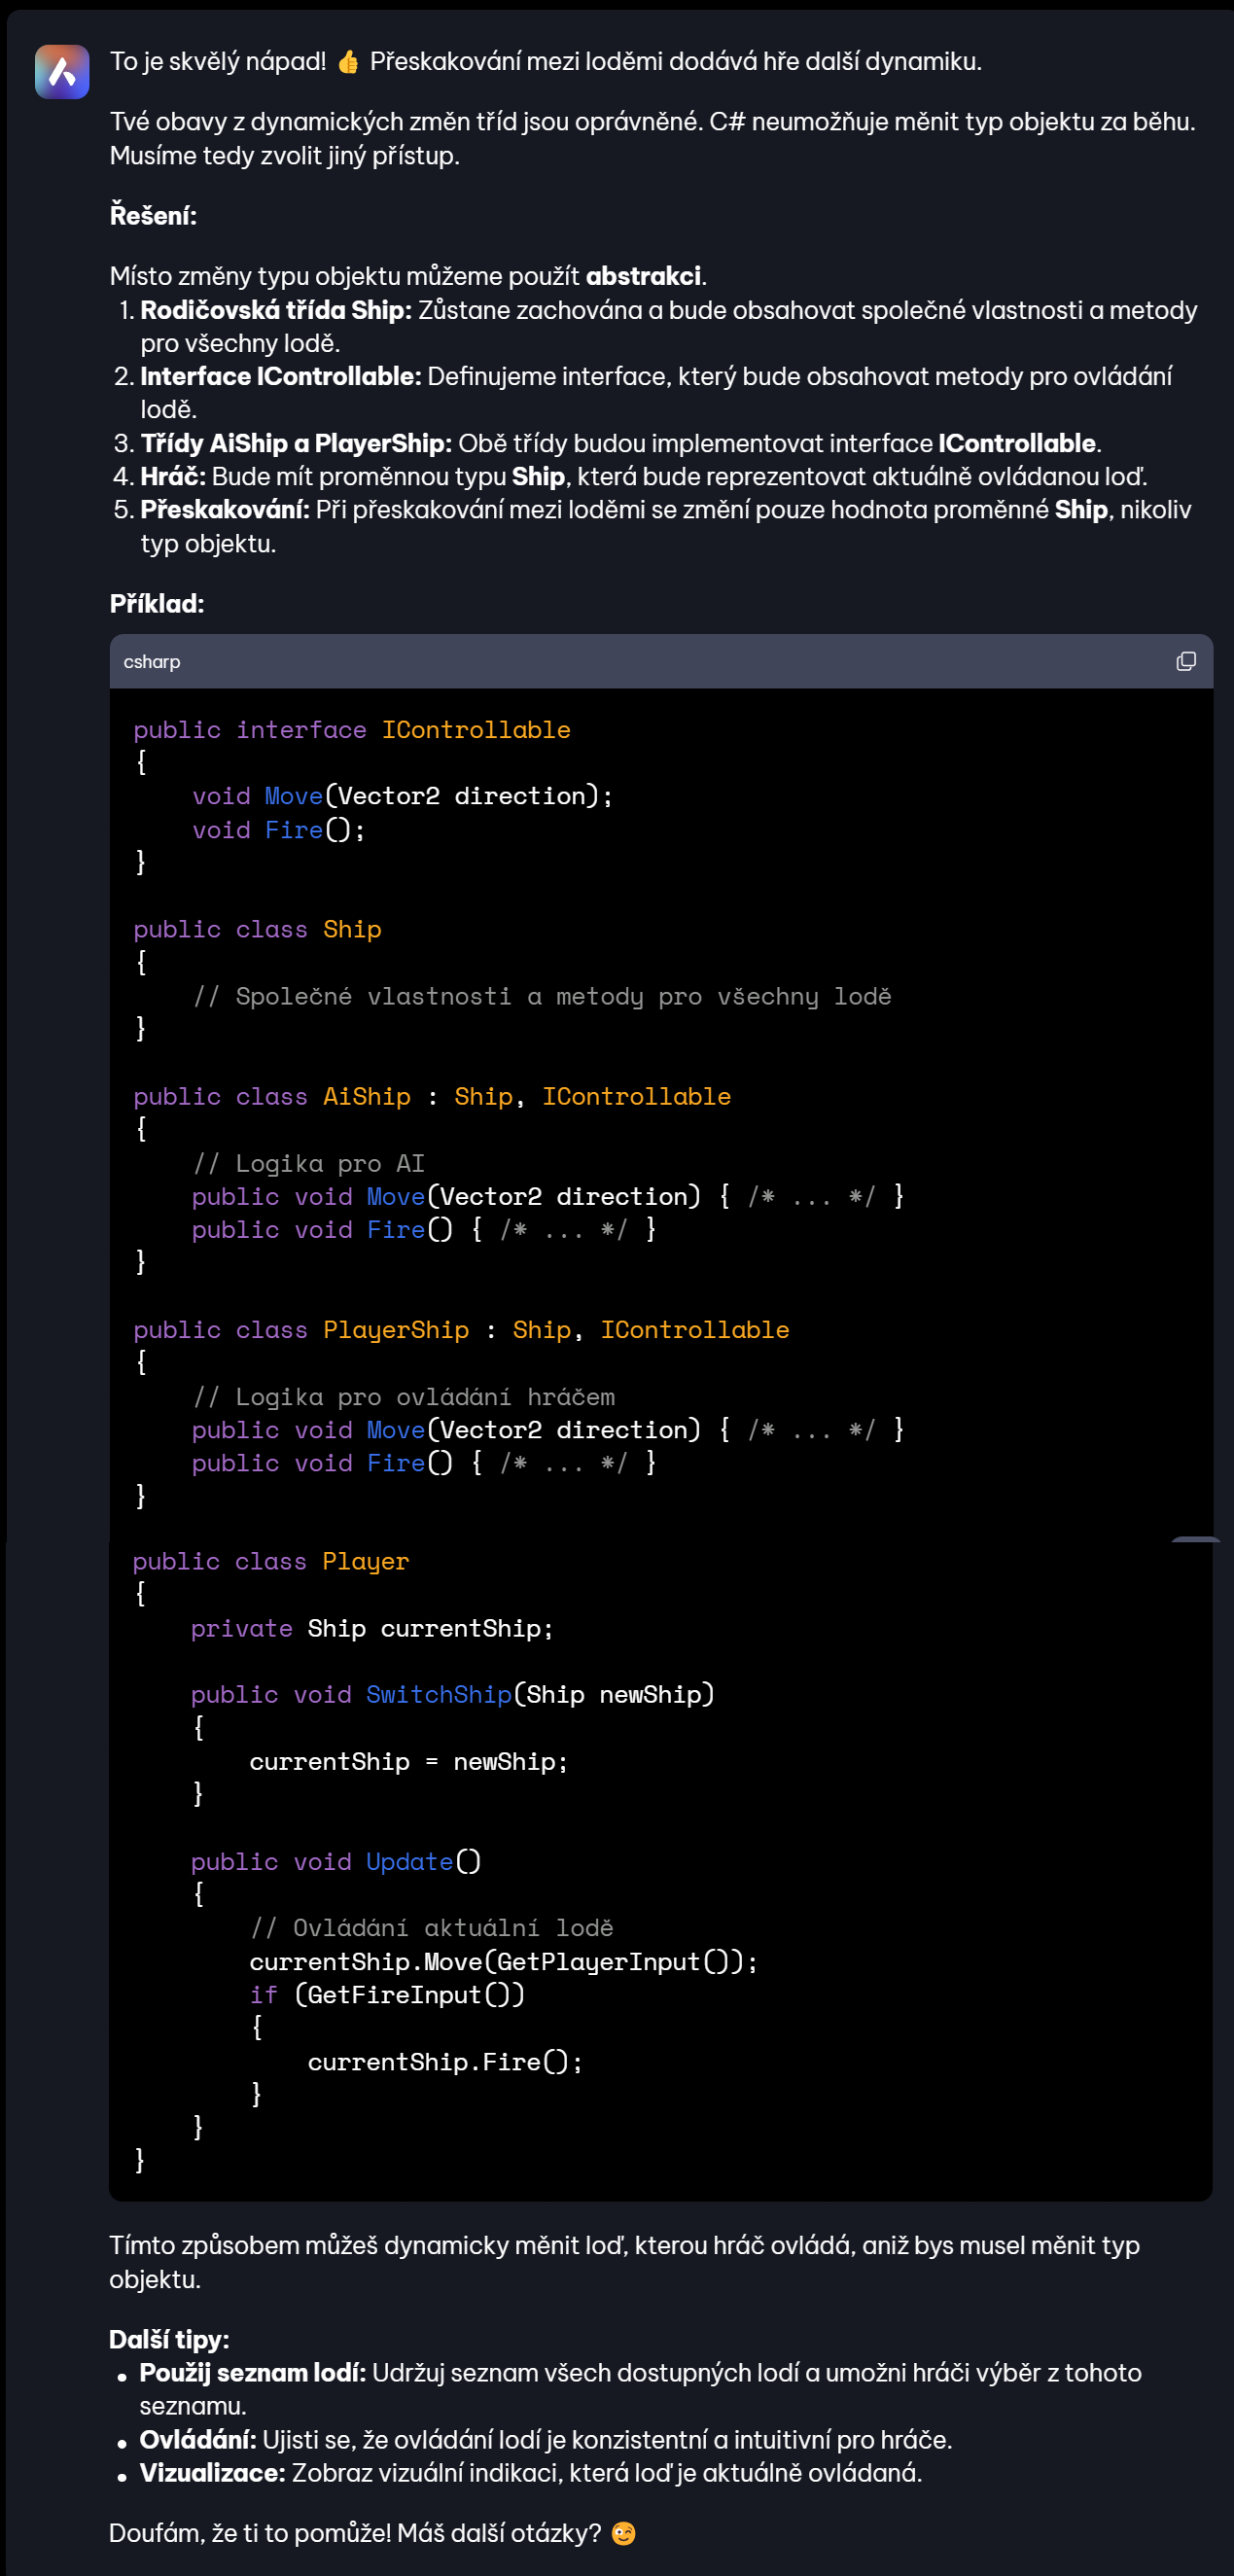 To je skvělý nápad! 👍 Přeskakování mezi loděmi dodává hře další dynamiku.
Tvé obavy z dynamických změn tříd jsou oprávněné. C# neumožňuje měnit typ objektu za běhu.
Musíme tedy zvolit jiný přístup.
Řešení:
Místo změny typu objektu můžeme použít abstrakci.
1. Rodičovská třída Ship: Zůstane zachována a bude obsahovat společné vlastnosti a metody
pro všechny lodě.
2. Interface IControllable: Definujeme interface, který bude obsahovat metody pro ovládání
lodě.
3. Třídy AiShip a PlayerShip: Obě třídy budou implementovat interface IControllable.
4. Hráč: Bude mít proměnnou typu Ship, která bude reprezentovat aktuálně ovládanou loď.
5. Přeskakování: Při přeskakování mezi loděmi se změní pouze hodnota proměnné Ship, nikoliv
typ objektu.
Příklad:
csharp
public interface IControllable
{
    void Move(Vector2 direction);
    void Fire();
}
public class Ship
{
    // Společné vlastnosti a metody pro všechny lodě
}
public class AiShip : Ship, IControllable
{
    // Logika pro AI
    public void Move(Vector2 direction) { /* ... */ }
    public void Fire() { /* ... */ }
}
public class PlayerShip : Ship, IControllable
{
    // Logika pro ovládání hráčem
    public void Move(Vector2 direction) { /* ... */ }
    public void Fire() { /* ... */ }
}
public class Player
{
    private Ship currentShip;
    public void SwitchShip(Ship newShip)
    {
        currentShip = newShip;
    }
    public void Update()
    {
        // Ovládání aktuální lodě
        currentShip.Move(GetPlayerInput());
        if (GetFireInput())
        {
            currentShip.Fire();
        }
    }
}
Tímto způsobem můžeš dynamicky měnit loď, kterou hráč ovládá, aniž bys musel měnit typ
objektu.
Další tipy:
• Použij seznam lodí: Udržuj seznam všech dostupných lodí a umožni hráči výběr z tohoto
seznamu.
• Ovládání: Ujisti se, že ovládání lodí je konzistentní a intuitivní pro hráče.
• Vizualizace: Zobraz vizuální indikaci, která loď je aktuálně ovládaná.
Doufám, že ti to pomůže! Máš další otázky? 😉